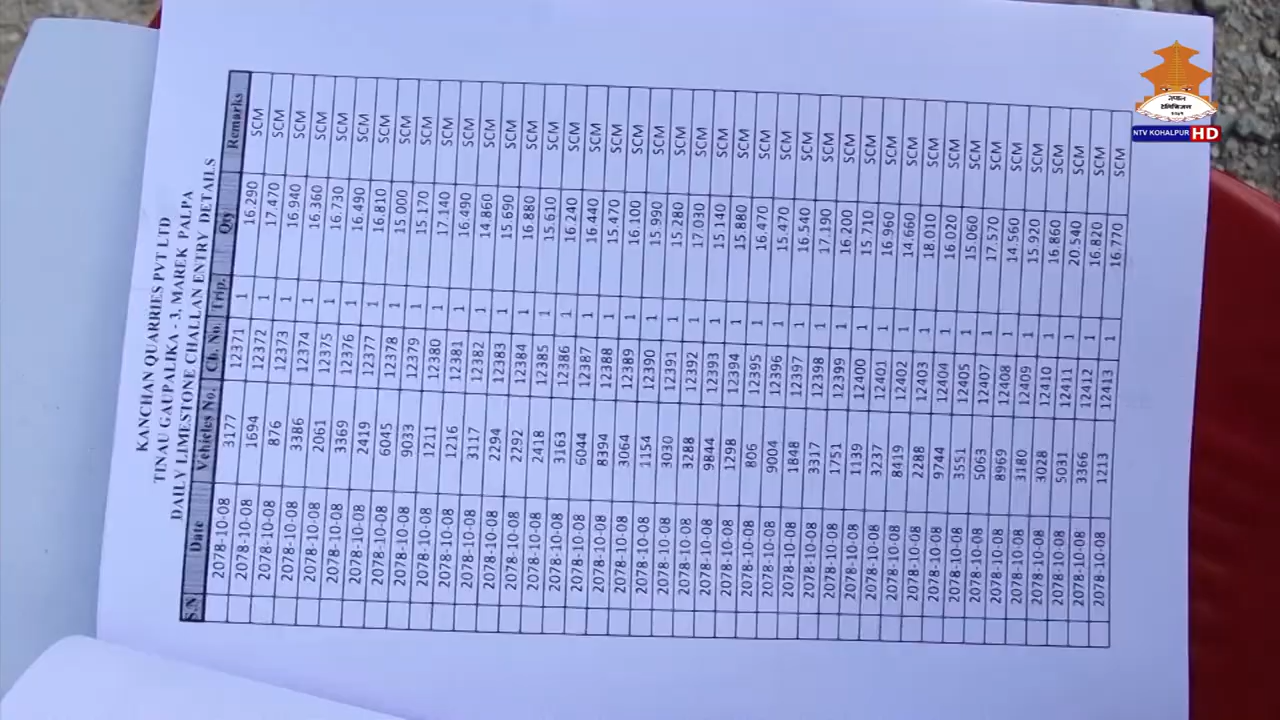 KANCHAN QUARRIES PVT LTD
TINAU GAUPALIKA - 3, MAREK PALPA
DAILY LIMESTONE CHALLAN ENTRY DETAILS
S.N Date Vehicles No. Ch. No. Trip. Qty Remarks
2078-10-08 3177 12371 1 16.290 SCM
2078-10-08 1694 12372 1 17.470 SCM
2078-10-08 876 12373 1 16.940 SCM
2078-10-08 3386 12374 1 16.360 SCM
2078-10-08 2061 12375 1 16.730 SCM
2078-10-08 3369 12376 1 16.490 SCM
2078-10-08 2419 12377 1 16.810 SCM
2078-10-08 6045 12378 1 15.000 SCM
2078-10-08 9033 12379 1 15.170 SCM
2078-10-08 1211 12380 1 17.140 SCM
2078-10-08 1216 12381 1 16.490 SCM
2078-10-08 3117 12382 1 14.860 SCM
2078-10-08 2294 12383 1 15.690 SCM
2078-10-08 2292 12384 1 16.880 SCM
2078-10-08 2418 12385 1 15.610 SCM
2078-10-08 3163 12386 1 16.240 SCM
2078-10-08 6044 12387 1 16.440 SCM
2078-10-08 8394 12388 1 15.470 SCM
2078-10-08 3064 12389 1 16.100 SCM
2078-10-08 1154 12390 1 15.990 SCM
2078-10-08 3030 12391 1 15.280 SCM
2078-10-08 3288 12392 1 17.030 SCM
2078-10-08 9844 12393 1 15.140 SCM
2078-10-08 1298 12394 1 15.880 SCM
2078-10-08 806 12395 1 16.470 SCM
2078-10-08 9004 12396 1 15.470 SCM
2078-10-08 1848 12397 1 16.540 SCM
2078-10-08 3317 12398 1 17.190 SCM
2078-10-08 1751 12399 1 16.200 SCM
2078-10-08 1139 12400 1 15.710 SCM
2078-10-08 3237 12401 1 16.960 SCM
2078-10-08 8419 12402 1 14.660 SCM
2078-10-08 2288 12403 1 18.010 SCM
2078-10-08 9744 12404 1 16.020 SCM
2078-10-08 3551 12405 1 15.060 SCM
2078-10-08 5063 12407 1 17.570 SCM
2078-10-08 8969 12408 1 14.560 SCM
2078-10-08 3180 12409 1 15.920 SCM
2078-10-08 3028 12410 1 16.860 SCM
2078-10-08 5031 12411 1 20.540 SCM
2078-10-08 3366 12412 1 16.820 SCM
2078-10-08 1213 12413 1 16.770 SCM
नेपाल
टेलिभिजन
२०४१
NTV KOHALPUR HD